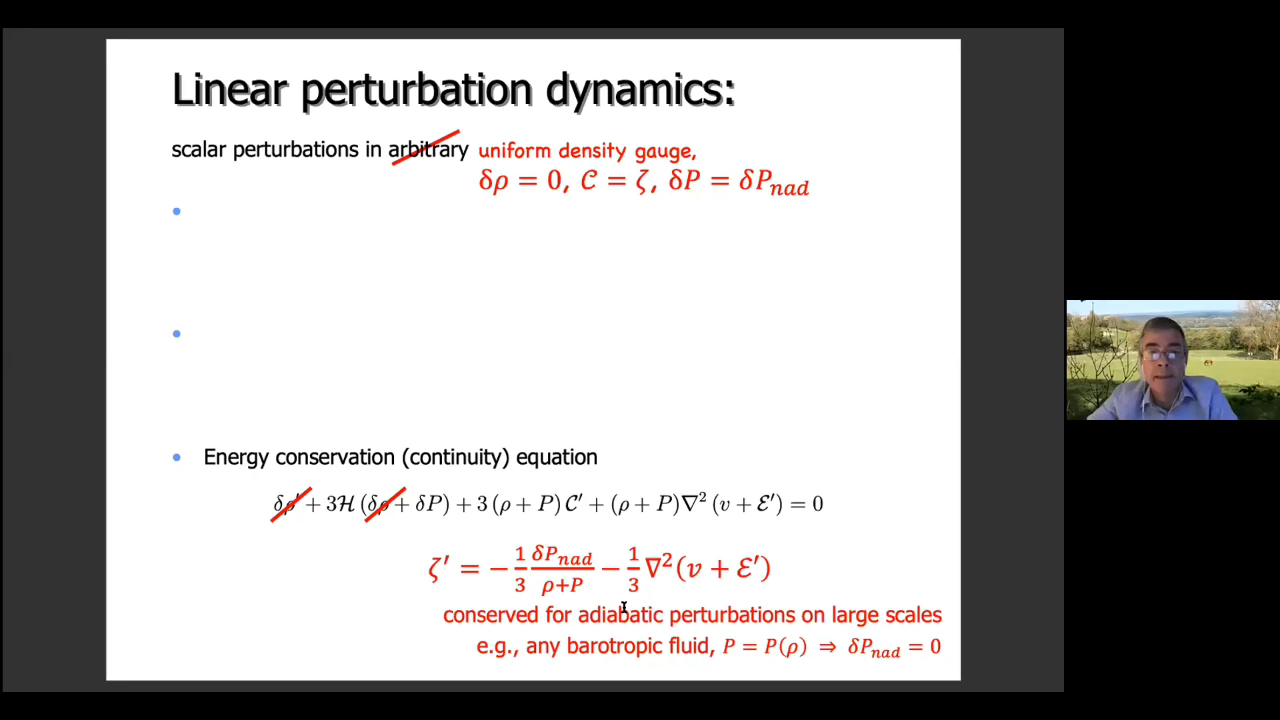 Linear perturbation dynamics:
scalar perturbations in arbitrary uniform density gauge,
δρ = 0, 𝒞 = ζ, δP = δP_nad
• Energy conservation (continuity) equation
δρ′ + 3ℋ (δρ + δP) + 3 (ρ + P) 𝒞′ + (ρ + P)∇² (v + ℰ′) = 0
ζ′ = − 1/3 δP_nad/ρ+P − 1/3 ∇²(v + ℰ′)
conserved for adiabatic perturbations on large scales
e.g., any barotropic fluid, P = P(ρ) ⇒ δP_nad = 0